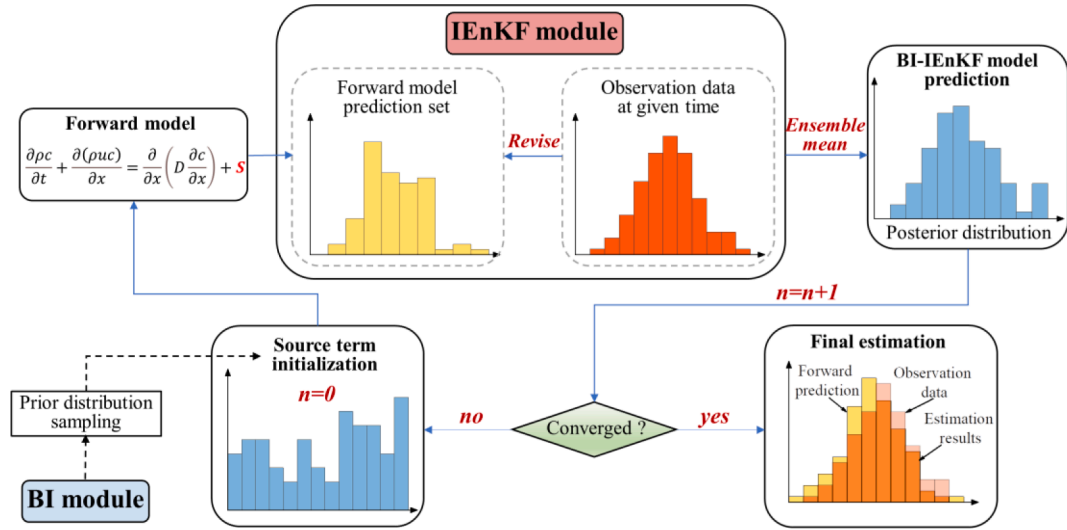 IEnKF module
Forward model
prediction set
Observation data
at given time
Revise
Ensemble
mean
BI-IEnKF model
prediction
Posterior distribution
Forward model
∂ρc/∂t + ∂(ρuc)/∂x = ∂/∂x (D ∂c/∂x) + S
n=n+1
Source term
initialization
n=0
Prior distribution
sampling
BI module
no
Converged ?
yes
Final estimation
Forward
prediction
Observation
data
Estimation
results